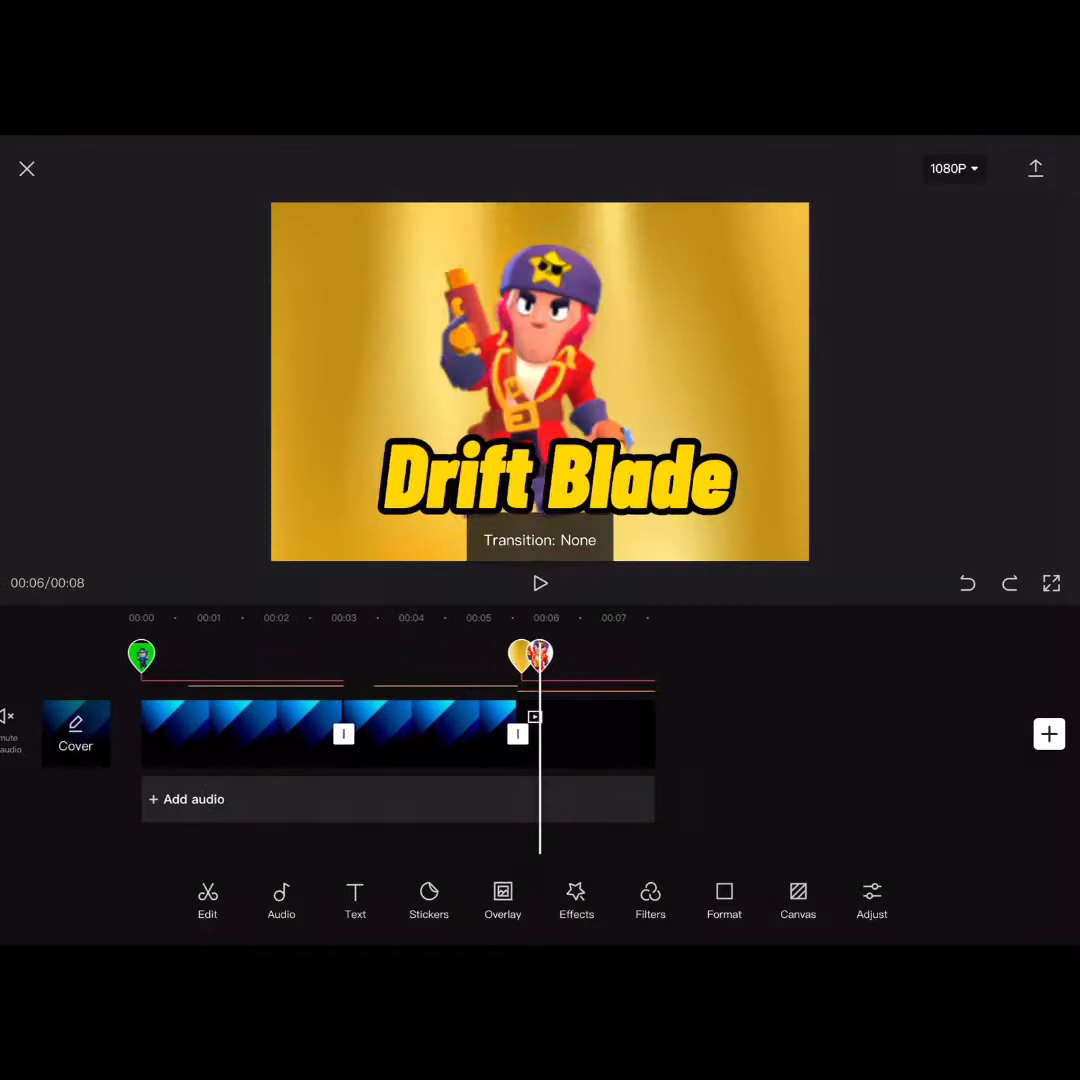 1080P
Drift Blade
Transition: None
00:06/00:08
00:00 00:01 00:02 00:03 00:04 00:05 00:06 00:07
mute
audio
Cover
+ Add audio
Edit Audio Text Stickers Overlay Effects Filters Format Canvas Adjust